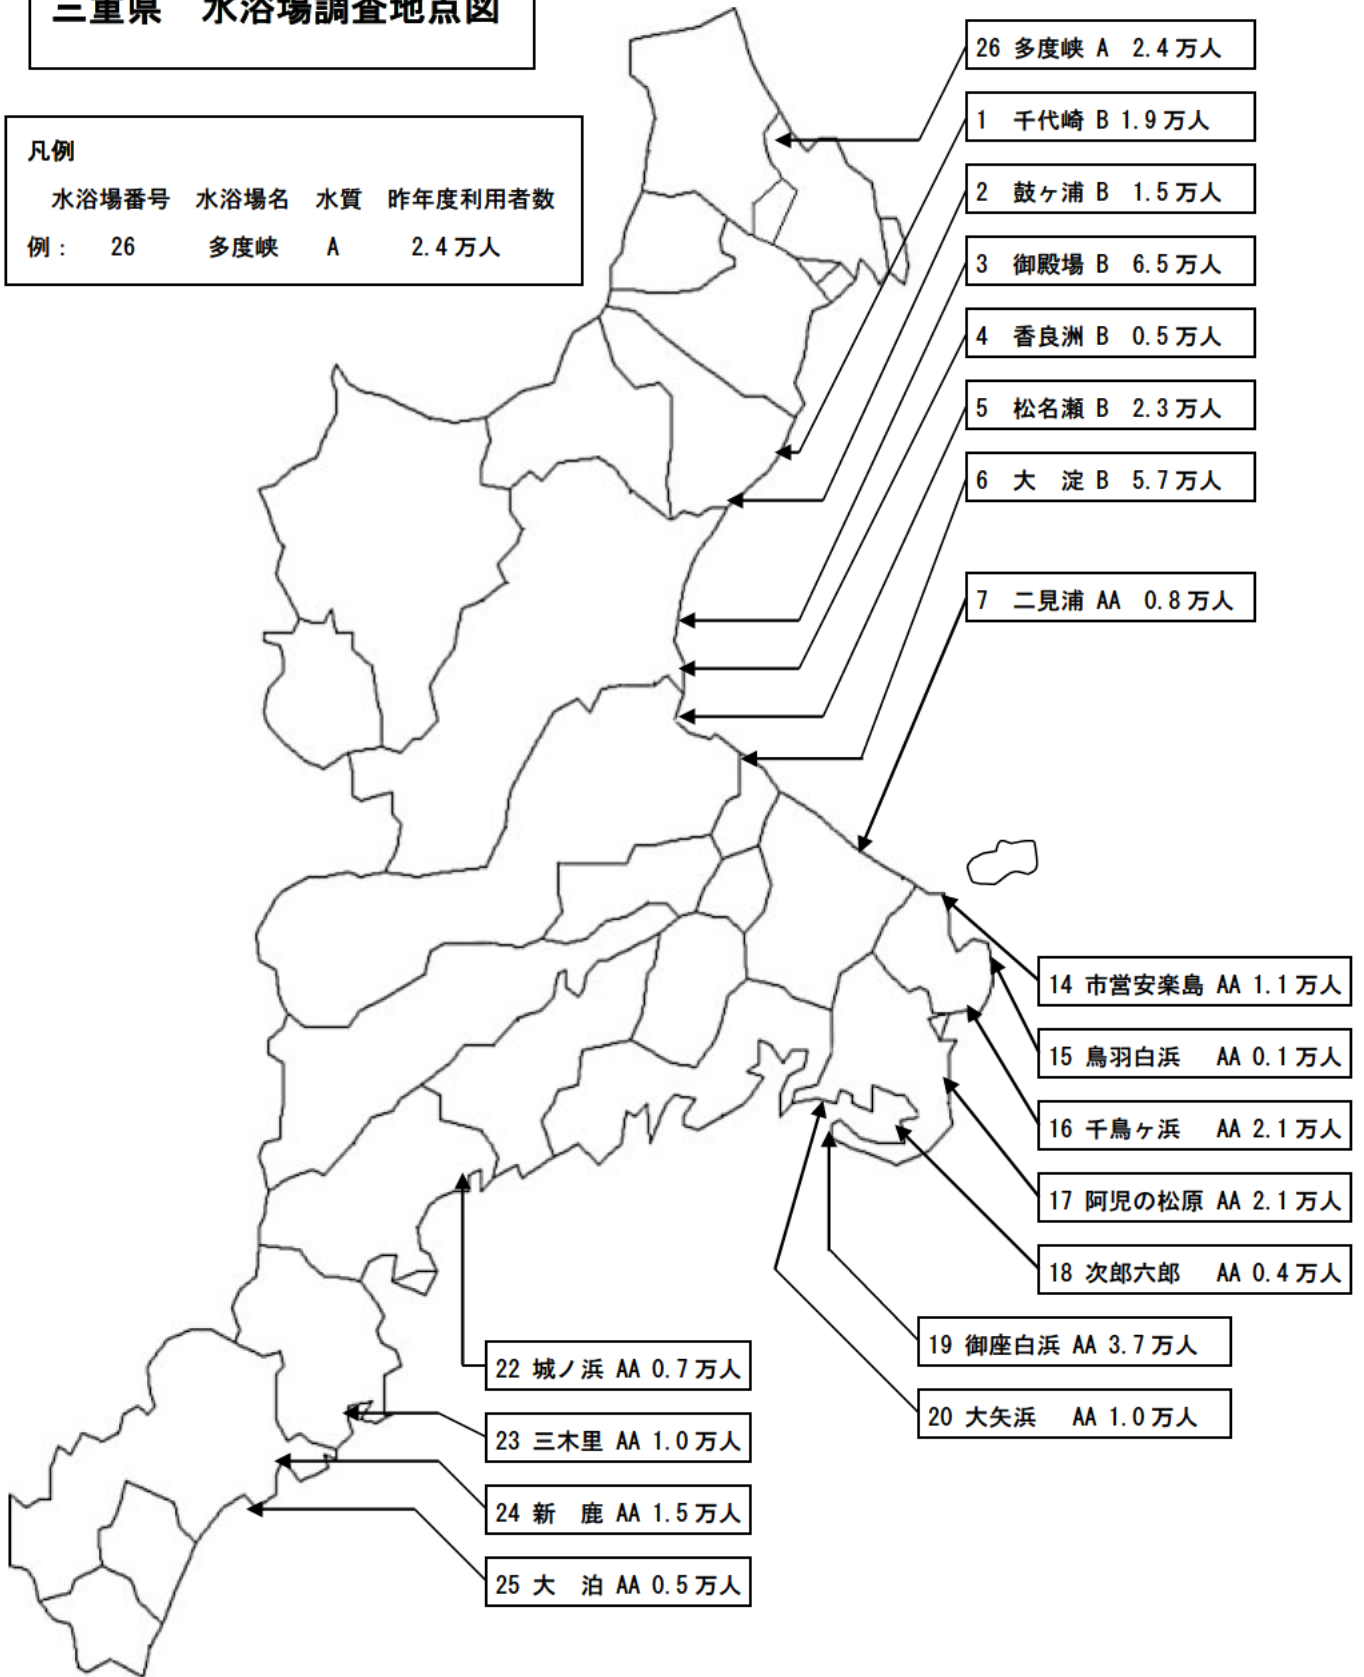 三重県　水浴場調査地点図
凡例
水浴場番号　水浴場名　水質　昨年度利用者数
例：　26　多度峡　A　2.4万人
26 多度峡 A 2.4万人
1 千代崎 B 1.9万人
2 鼓ヶ浦 B 1.5万人
3 御殿場 B 6.5万人
4 香良洲 B 0.5万人
5 松名瀬 B 2.3万人
6 大　淀 B 5.7万人
7 二見浦 AA 0.8万人
14 市営安楽島 AA 1.1万人
15 鳥羽白浜 AA 0.1万人
16 千鳥ヶ浜 AA 2.1万人
17 阿児の松原 AA 2.1万人
18 次郎六郎 AA 0.4万人
19 御座白浜 AA 3.7万人
20 大矢浜 AA 1.0万人
22 城ノ浜 AA 0.7万人
23 三木里 AA 1.0万人
24 新　鹿 AA 1.5万人
25 大　泊 AA 0.5万人